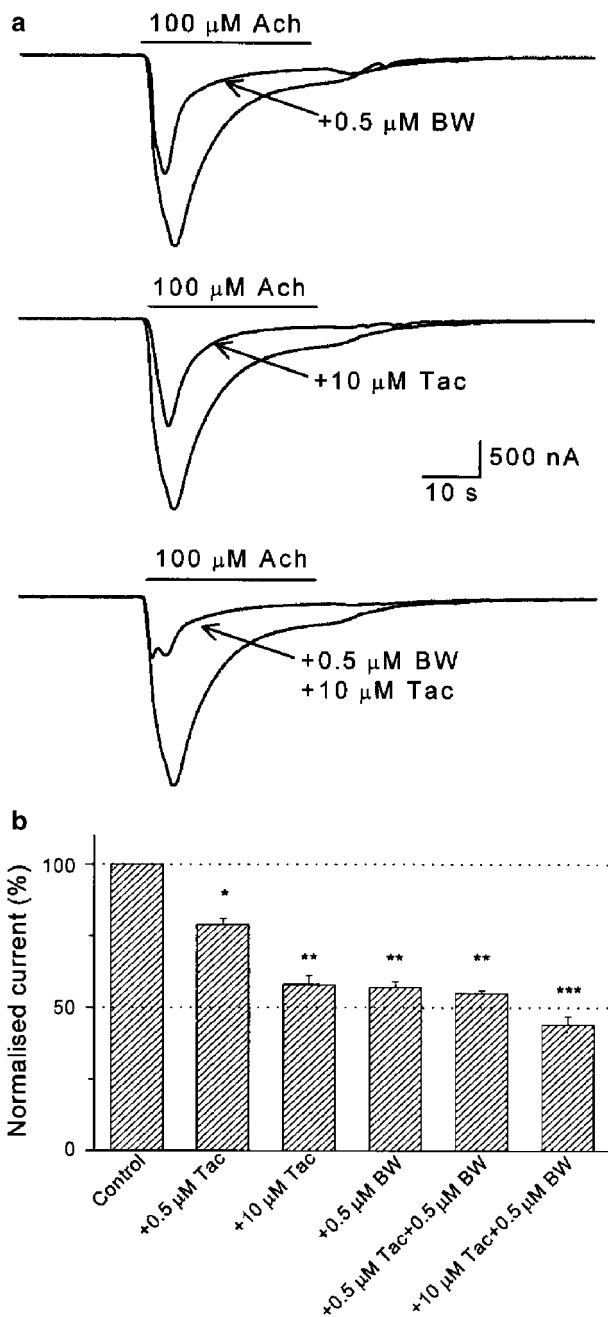 a
100 μM Ach
+0.5 μM BW
100 μM Ach
+10 μM Tac
500 nA
10 s
100 μM Ach
+0.5 μM BW
+10 μM Tac
b
Normalised current (%)
100
50
0
*
**
**
**
***
Control
+0.5 μM Tac
+10 μM Tac
+0.5 μM BW
+0.5 μM Tac+0.5 μM BW
+10 μM Tac+0.5 μM BW